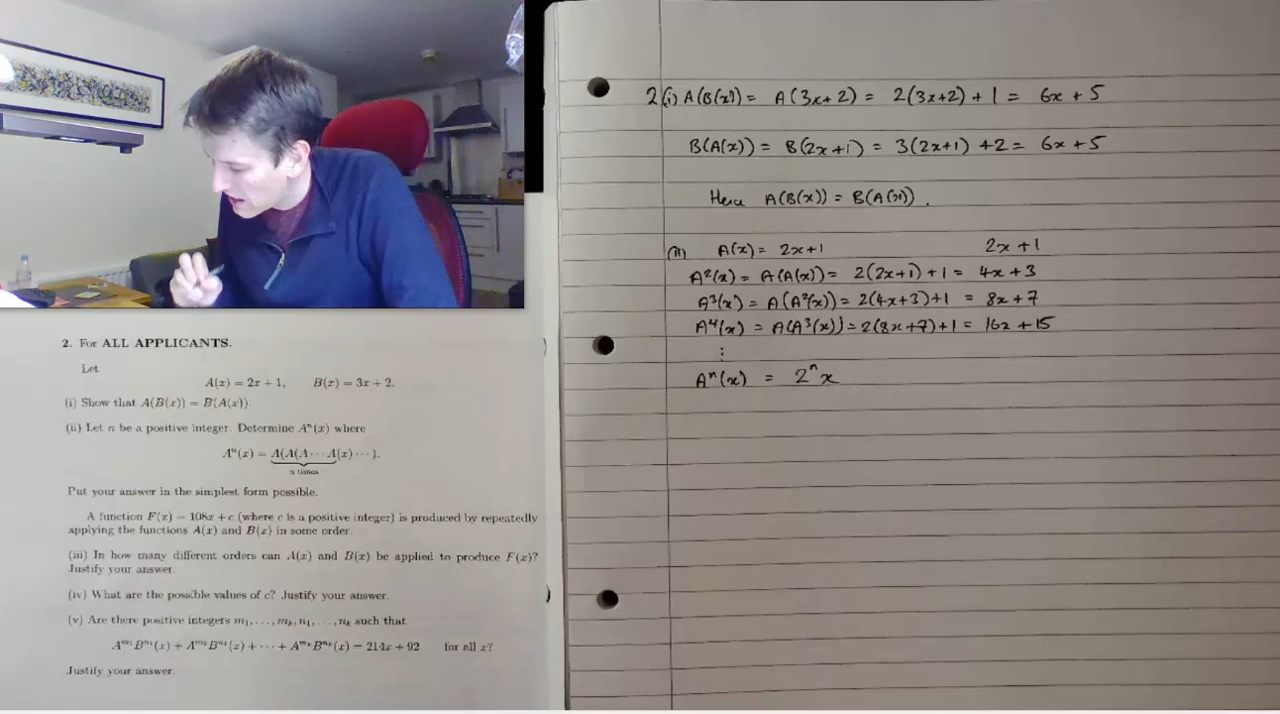 2. For ALL APPLICANTS.
Let
A(x) = 2x + 1,    B(x) = 3x + 2.
(i) Show that A(B(x)) = B(A(x)).
(ii) Let n be a positive integer. Determine Aⁿ(x) where
Aⁿ(x) = A(A(A ··· A(x) ··· ).
n times
Put your answer in the simplest form possible.
A function F(x) = 108x + c (where c is a positive integer) is produced by repeatedly
applying the functions A(x) and B(x) in some order.
(iii) In how many different orders can A(x) and B(x) be applied to produce F(x)?
Justify your answer.
(iv) What are the possible values of c? Justify your answer.
(v) Are there positive integers m₁, . . . , mₖ, n₁, . . . , nₖ such that
Aᵐ¹Bⁿ¹(x) + Aᵐ²Bⁿ²(x) + ··· + AᵐᵏBⁿᵏ(x) = 214x + 92    for all x?
Justify your answer.
2(i) A(B(x)) = A(3x+2) = 2(3x+2) + 1 = 6x + 5
B(A(x)) = B(2x+1) = 3(2x+1) + 2 = 6x + 5
Hence A(B(x)) = B(A(x)).
(ii) A(x) = 2x+1    2x + 1
A²(x) = A(A(x)) = 2(2x+1) + 1 = 4x + 3
A³(x) = A(A²(x)) = 2(4x+3)+1 = 8x + 7
A⁴(x) = A(A³(x)) = 2(8x+7)+1 = 16x + 15
⋮
Aⁿ(x) = 2ⁿx